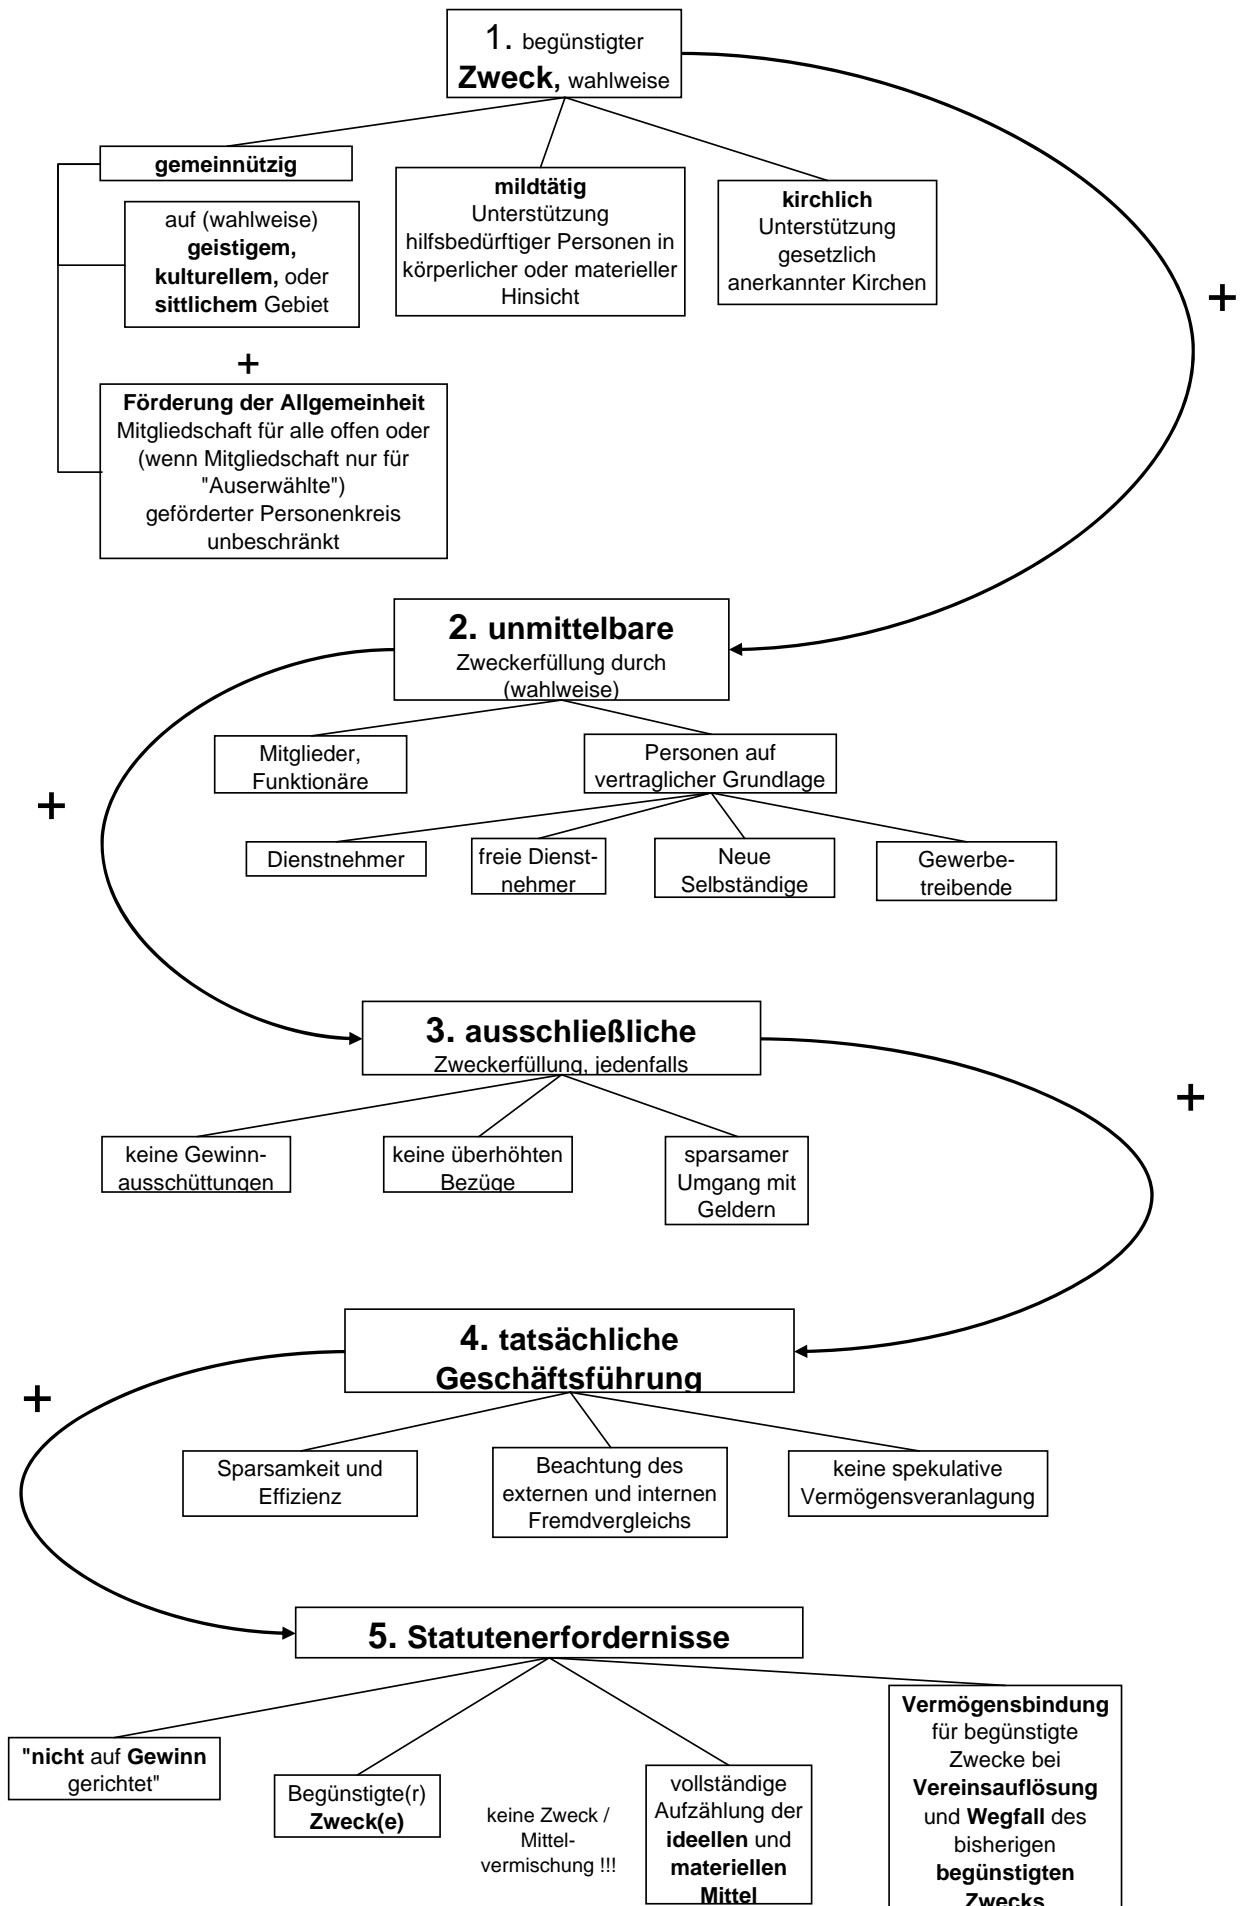 1. begünstigter
Zweck, wahlweise
gemeinnützig
auf (wahlweise)
geistigem,
kulturellem, oder
sittlichem Gebiet
+
Förderung der Allgemeinheit
Mitgliedschaft für alle offen oder
(wenn Mitgliedschaft nur für
"Auserwählte")
geförderter Personenkreis
unbeschränkt
mildtätig
Unterstützung
hilfsbedürftiger Personen in
körperlicher oder materieller
Hinsicht
kirchlich
Unterstützung
gesetzlich
anerkannter Kirchen
+
2. unmittelbare
Zweckerfüllung durch
(wahlweise)
Mitglieder,
Funktionäre
Personen auf
vertraglicher Grundlage
Dienstnehmer
freie Dienst-
nehmer
Neue
Selbständige
Gewerbe-
treibende
+
3. ausschließliche
Zweckerfüllung, jedenfalls
keine Gewinn-
ausschüttungen
keine überhöhten
Bezüge
sparsamer
Umgang mit
Geldern
+
4. tatsächliche
Geschäftsführung
Sparsamkeit und
Effizienz
Beachtung des
externen und internen
Fremdvergleichs
keine spekulative
Vermögensveranlagung
+
5. Statutenerfordernisse
"nicht auf Gewinn
gerichtet"
Begünstigte(r)
Zweck(e)
keine Zweck /
Mittel-
vermischung !!!
vollständige
Aufzählung der
ideellen und
materiellen
Mittel
Vermögensbindung
für begünstigte
Zwecke bei
Vereinsauflösung
und Wegfall des
bisherigen
begünstigten
Zwecks